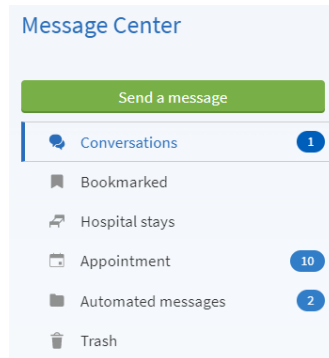 Message Center
Send a message
Conversations 1
Bookmarked
Hospital stays
Appointment 10
Automated messages 2
Trash